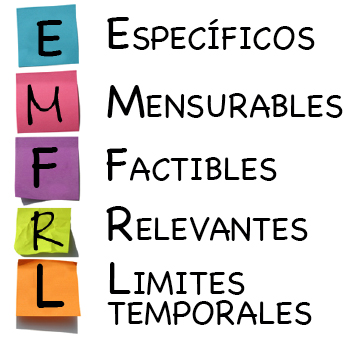 E ESPECÍFICOS
M MENSURABLES
F FACTIBLES
R RELEVANTES
L LIMITES
TEMPORALES